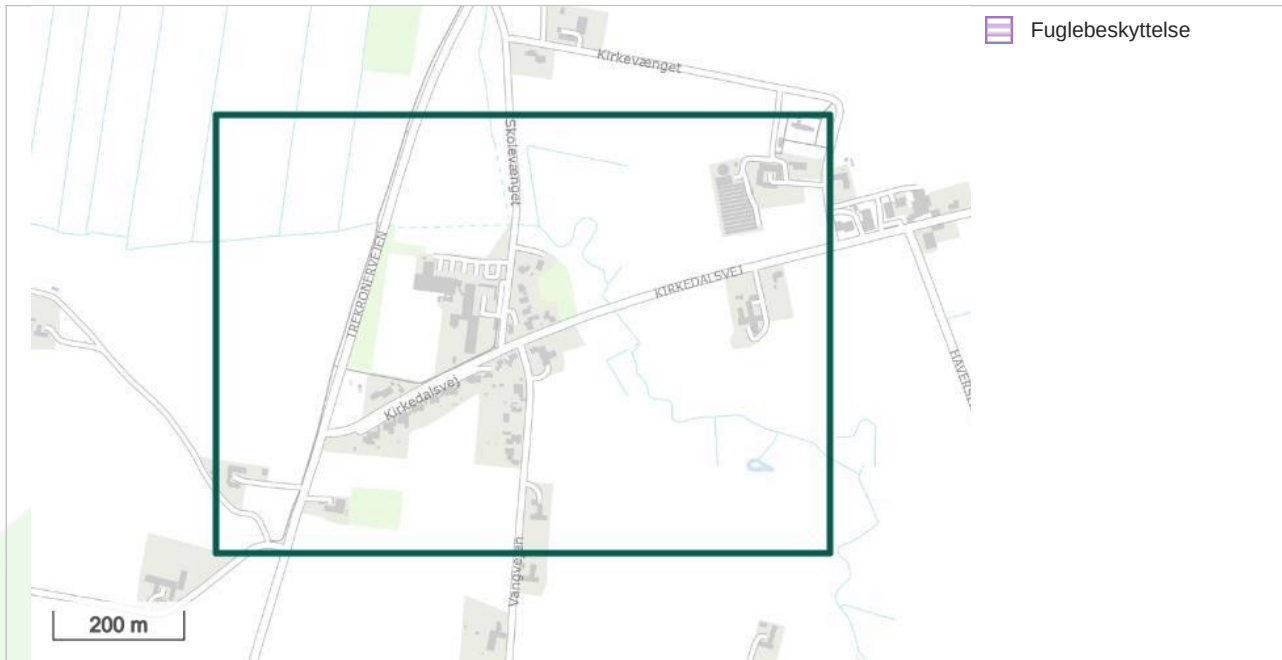 Fuglebeskyttelse
Kirkevænget
Skolevænget
TREKRONERVEJEN
KIRKEDALSVEJ
Kirkedalsvej
Vangvejen
200 m